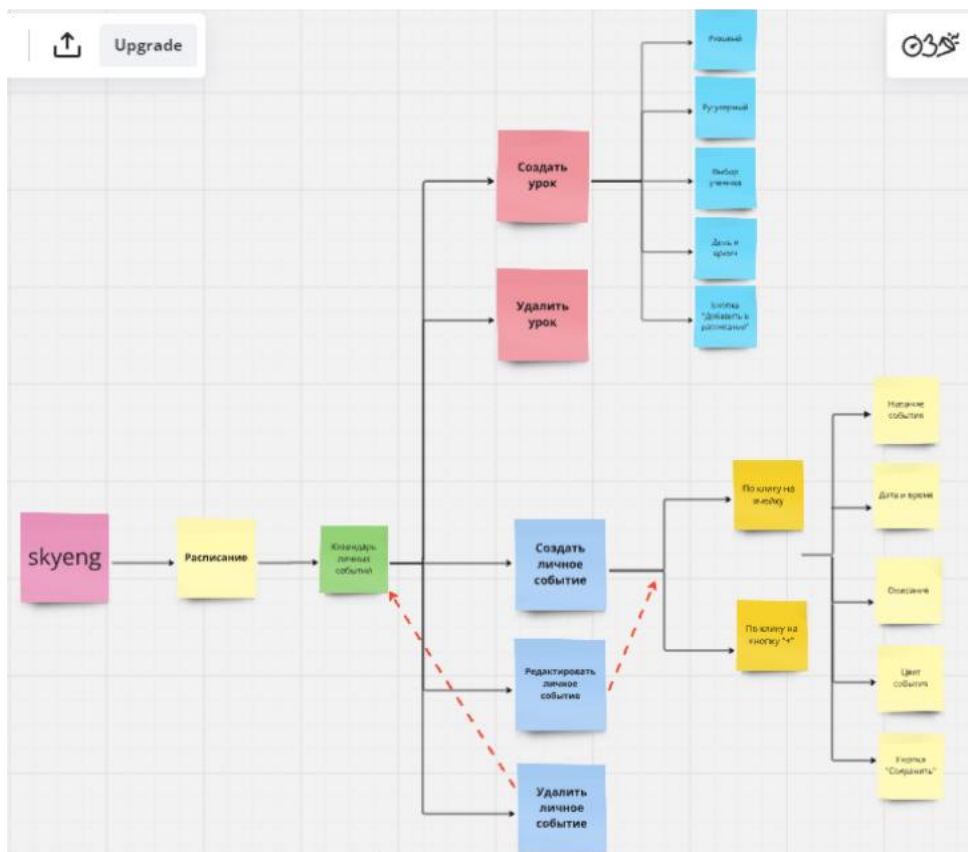 Upgrade
Создать
урок
Выбор
ученика
День и
время
Удалить
урок
Кнопка
"Добавить в
расписание"
Название
события
По клику на
ячейку
Дата и время
skyeng
Расписание
Календарь
личных
событий
Создать
личное
событие
Описание
По клику на
кнопку "+"
Редактировать
личное
событие
Цвет
события
Кнопка
"Сохранить"
Удалить
личное
событие